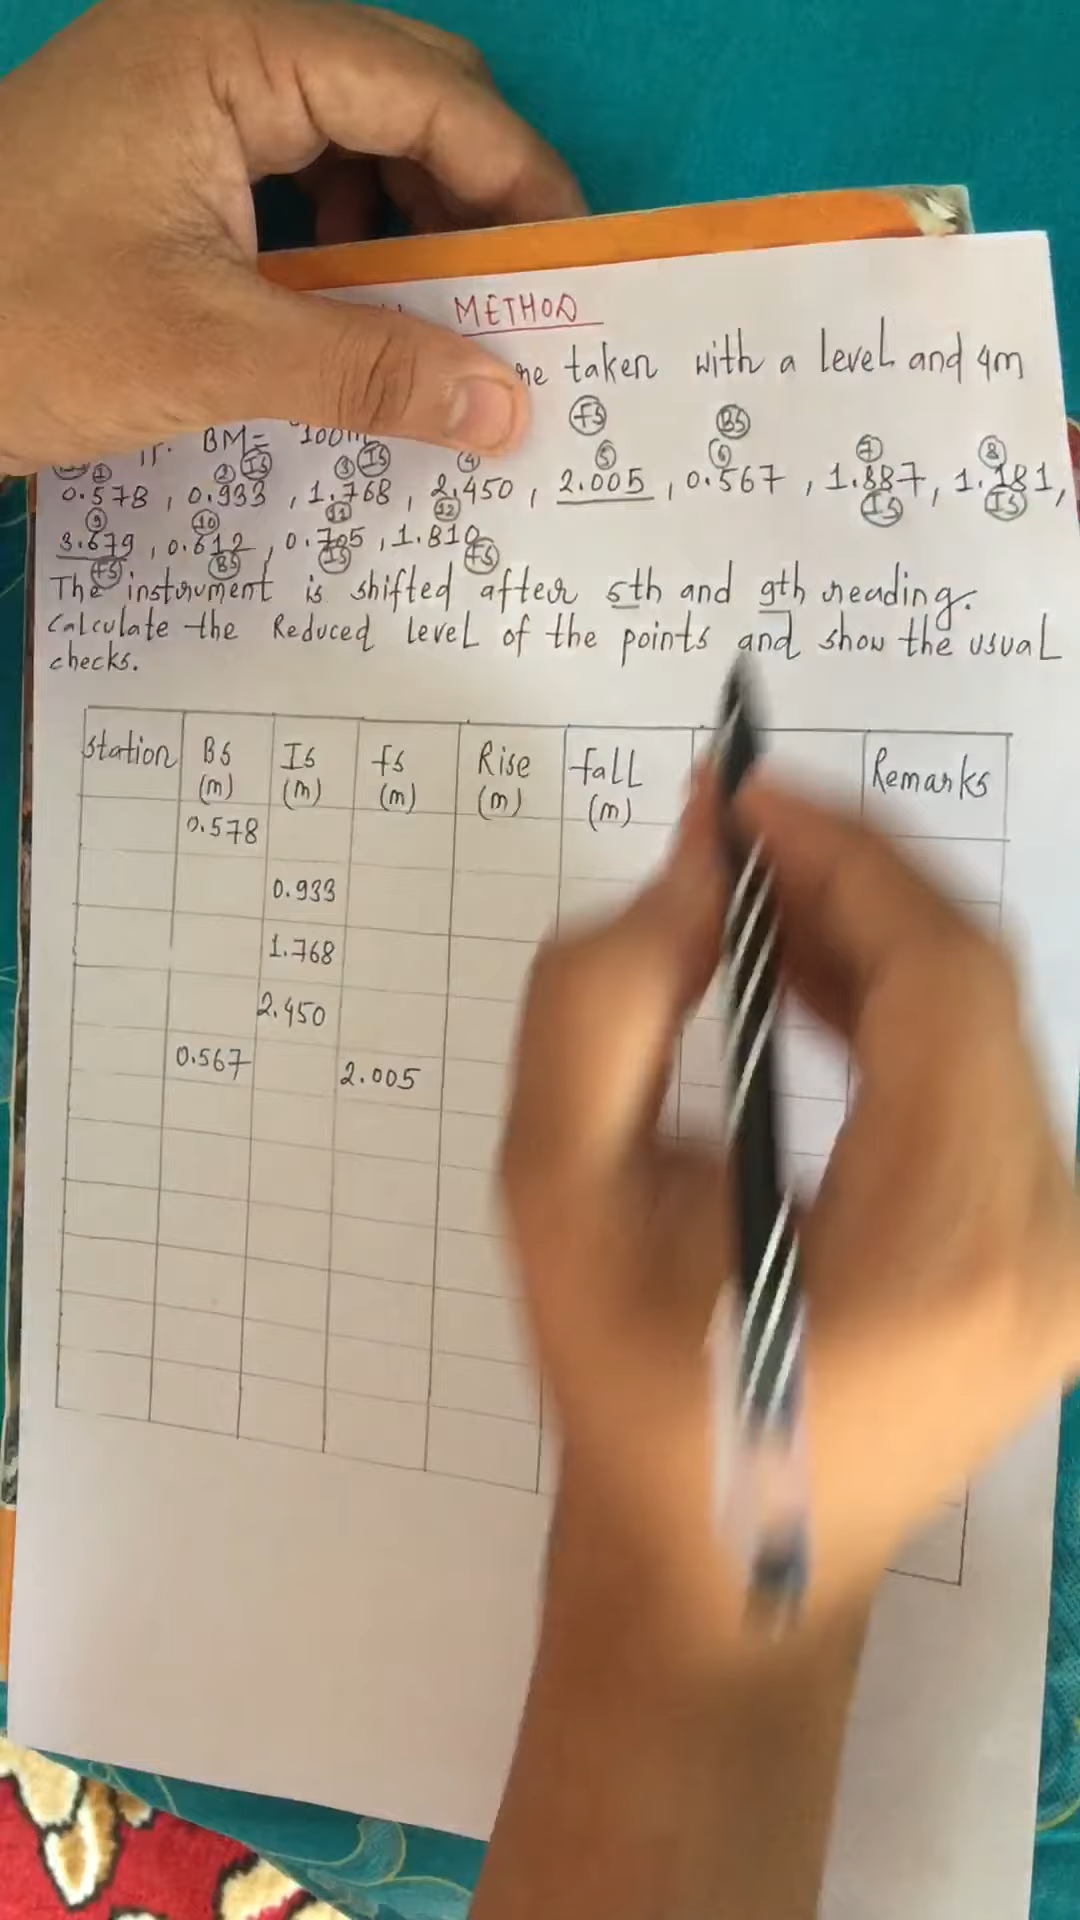 METHOD
taken with a level and 4m
FS BS
BM= 100m
1 2 IS 3 IS 4 5 6 7 8
0.578, 0.933, 1.768, 2.450, 2.005, 0.567, 1.887, 1.181,
9 10 11 12 IS IS
3.679, 0.612, 0.705, 1.810
FS BS IS FS
The instrument is shifted after 5th and 9th reading.
Calculate the Reduced level of the points and show the usual
checks.
Station BS (m) IS (m) FS (m) Rise (m) fall (m) Remarks
0.578
0.933
1.768
2.450
0.567 2.005